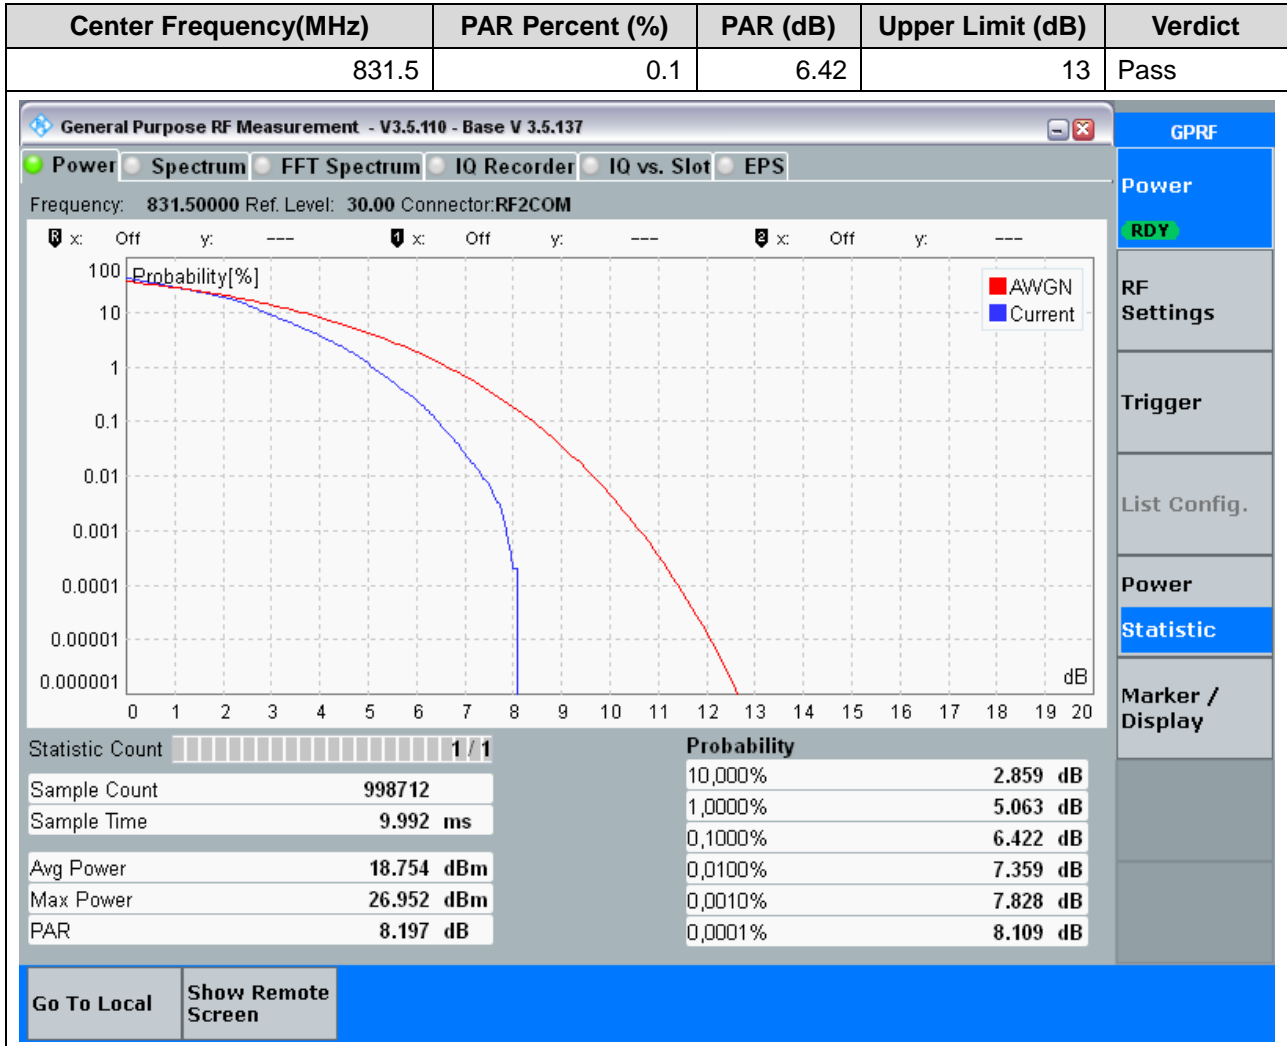 Center Frequency(MHz) PAR Percent (%) PAR (dB) Upper Limit (dB) Verdict
831.5 0.1 6.42 13 Pass
General Purpose RF Measurement - V3.5.110 - Base V 3.5.137
GPRF
Power Spectrum FFT Spectrum IQ Recorder IQ vs. Slot EPS
Power
RDY
Frequency: 831.50000 Ref. Level: 30.00 Connector:RF2COM
R x: Off y: --- 1 x: Off y: --- 2 x: Off y: ---
Probability[%]
AWGN
Current
100
10
1
0.1
0.01
0.001
0.0001
0.00001
0.000001
dB
0 1 2 3 4 5 6 7 8 9 10 11 12 13 14 15 16 17 18 19 20
RF
Settings
Trigger
List Config.
Power
Statistic
Marker /
Display
Statistic Count 1 / 1
Sample Count 998712
Sample Time 9.992 ms
Avg Power 18.754 dBm
Max Power 26.952 dBm
PAR 8.197 dB
Probability
10,000% 2.859 dB
1,0000% 5.063 dB
0,1000% 6.422 dB
0,0100% 7.359 dB
0,0010% 7.828 dB
0,0001% 8.109 dB
Go To Local
Show Remote
Screen